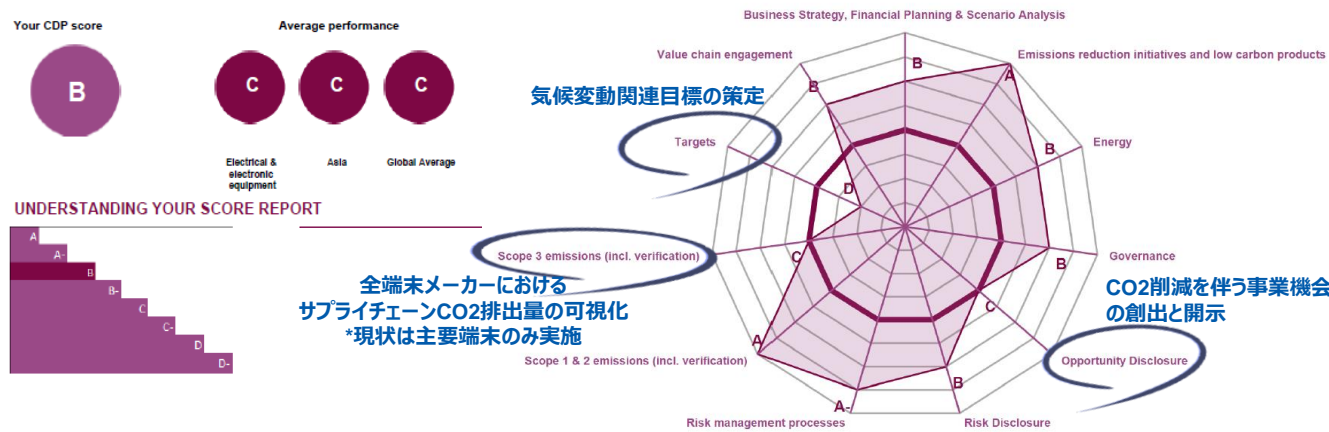 Your CDP score
B
Average performance
C
C
C
Electrical &
electronic
equipment
Asia
Global Average
UNDERSTANDING YOUR SCORE REPORT
A
A-
B
B-
C
C-
D
D-
Business Strategy, Financial Planning & Scenario Analysis
Value chain engagement
Emissions reduction initiatives and low carbon products
B
A
B
気候変動関連目標の策定
Targets
B
Energy
D
Scope 3 emissions (incl. verification)
C
B
Governance
全端末メーカーにおける
サプライチェーンCO2排出量の可視化
*現状は主要端末のみ実施
CO2削減を伴う事業機会
の創出と開示
C
A
Scope 1 & 2 emissions (incl. verification)
Opportunity Disclosure
B
A-
Risk management processes
Risk Disclosure